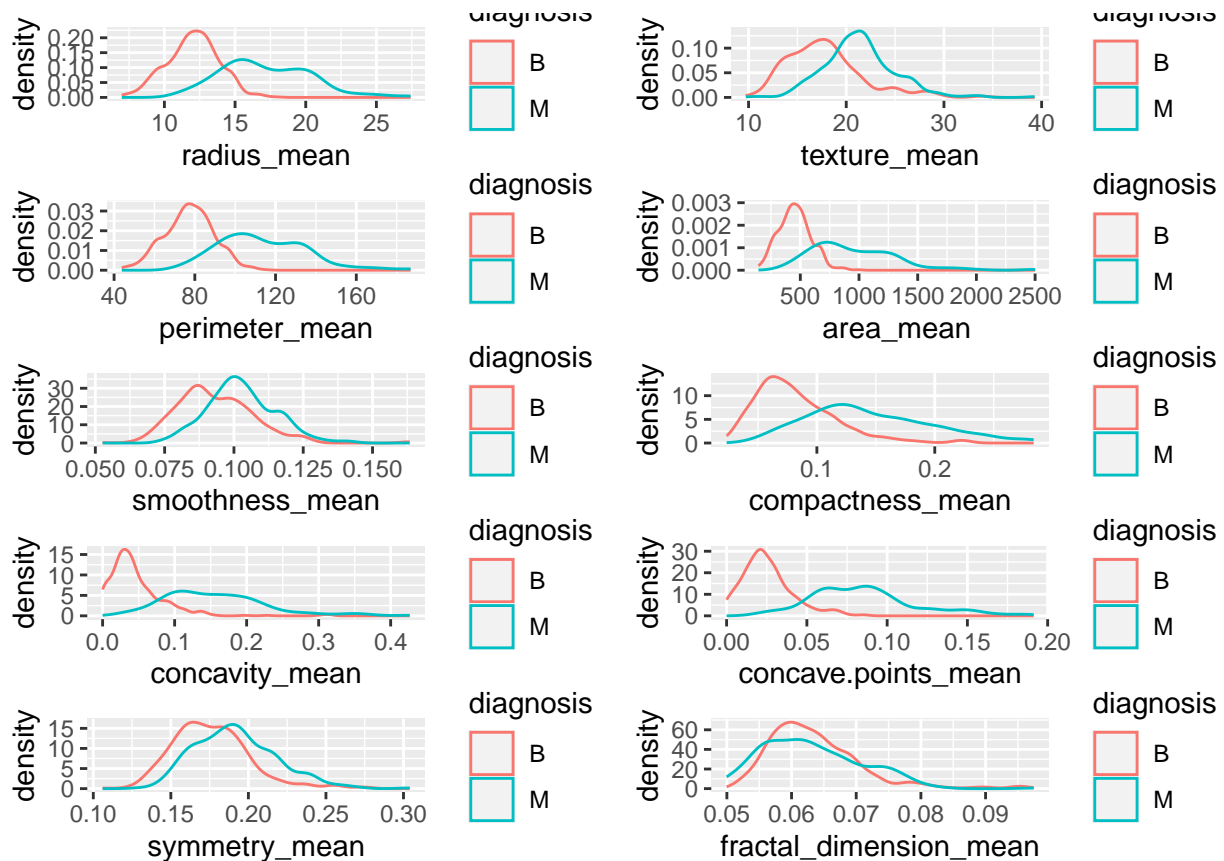 diagnosis
B
M
density
0.20
0.15
0.10
0.05
0.00
10 15 20 25
radius_mean
diagnosis
B
M
density
0.10
0.05
0.00
10 20 30 40
texture_mean
diagnosis
B
M
density
0.03
0.02
0.01
0.00
40 80 120 160
perimeter_mean
diagnosis
B
M
density
0.003
0.002
0.001
0.000
500 1000 1500 2000 2500
area_mean
diagnosis
B
M
density
30
20
10
0
0.050 0.075 0.100 0.125 0.150
smoothness_mean
diagnosis
B
M
density
10
5
0
0.1 0.2
compactness_mean
diagnosis
B
M
density
15
10
5
0
0.0 0.1 0.2 0.3 0.4
concavity_mean
diagnosis
B
M
density
30
20
10
0
0.00 0.05 0.10 0.15 0.20
concave.points_mean
diagnosis
B
M
density
15
10
5
0
0.10 0.15 0.20 0.25 0.30
symmetry_mean
diagnosis
B
M
density
60
40
20
0
0.05 0.06 0.07 0.08 0.09
fractal_dimension_mean
diagnosis
B
M